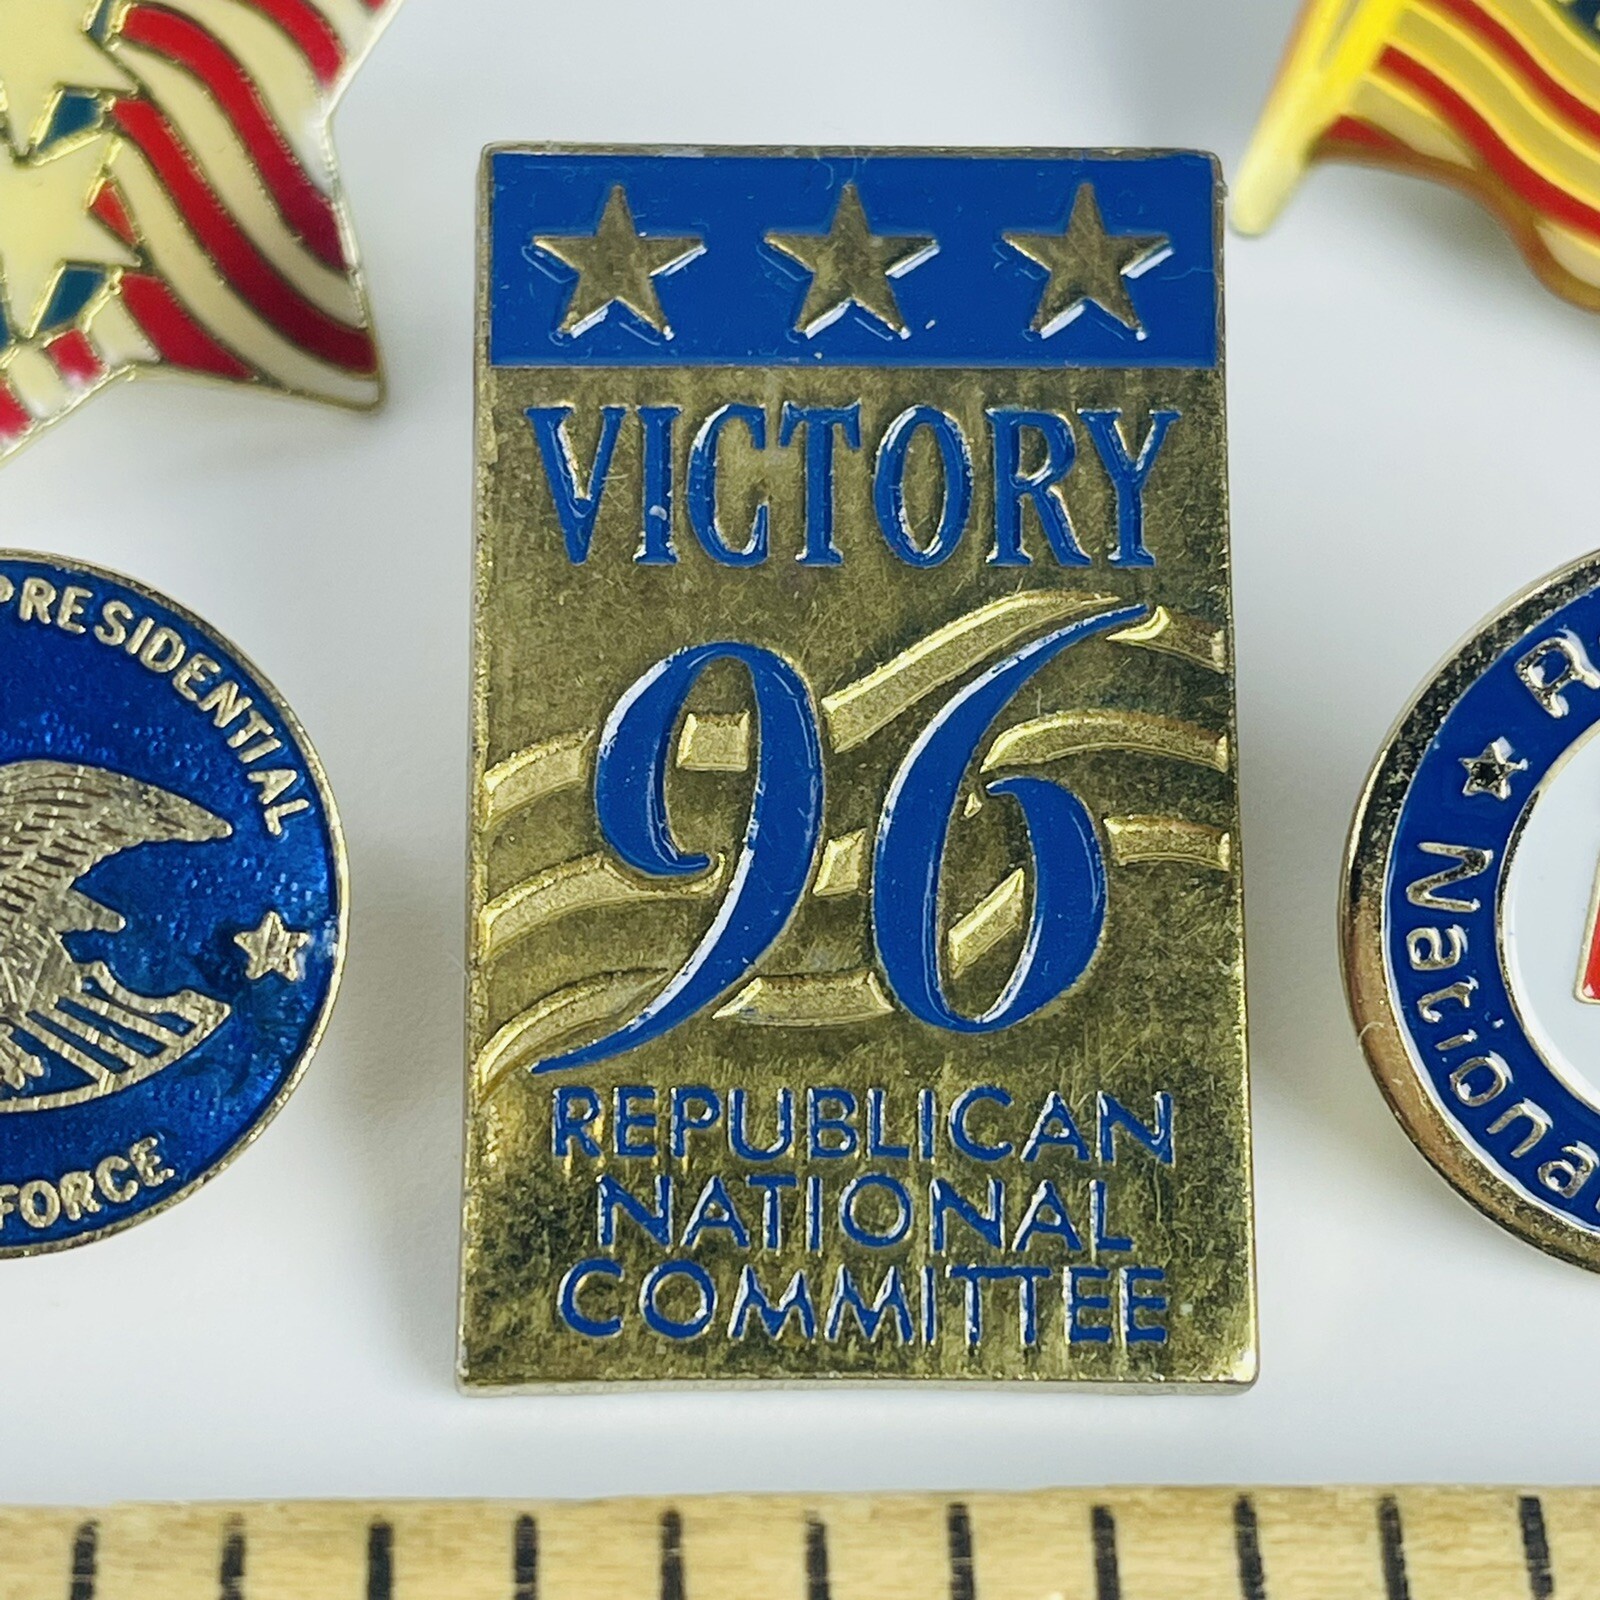 VICTORY
96
REPUBLICAN
NATIONAL
COMMITTEE
PRESIDENTIAL
FORCE
National